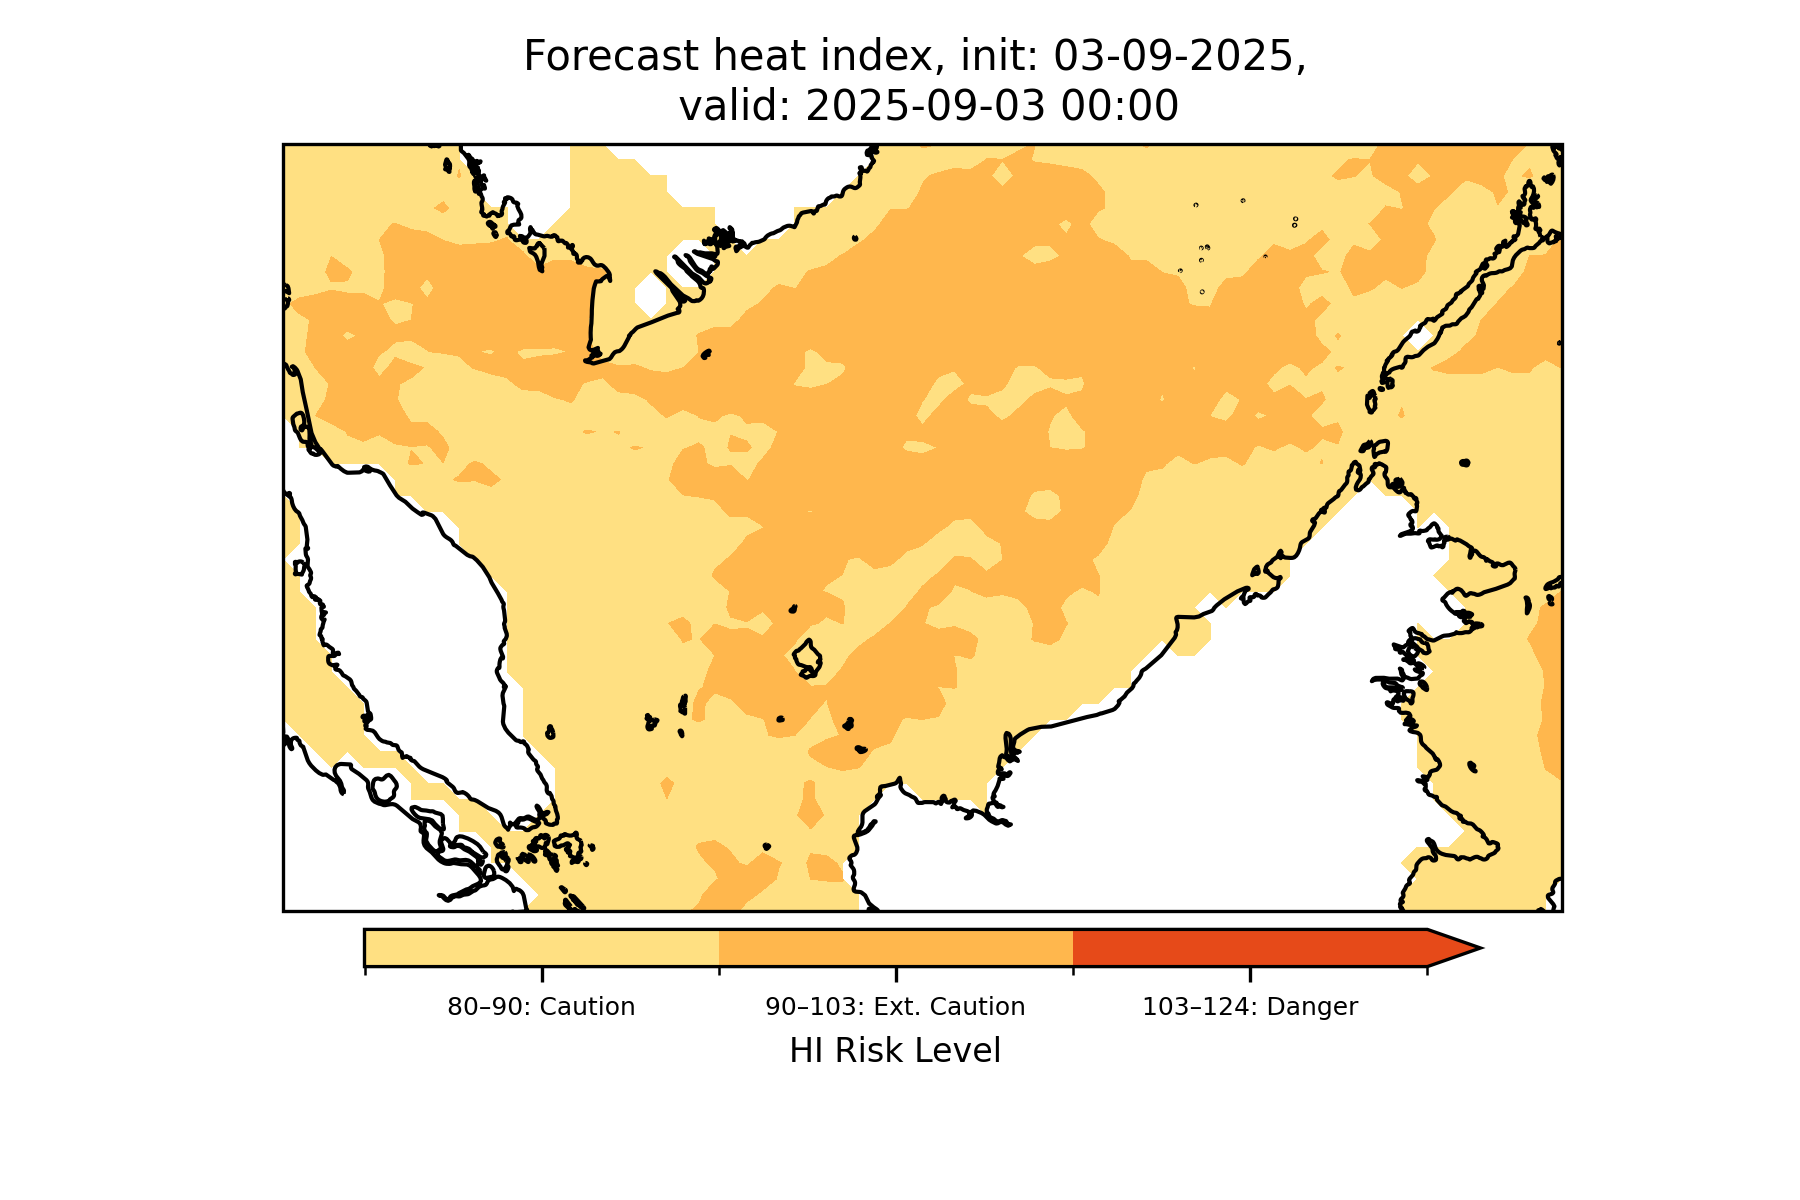 Forecast heat index, init: 03-09-2025,
valid: 2025-09-03 00:00
80–90: Caution
90–103: Ext. Caution
103–124: Danger
HI Risk Level